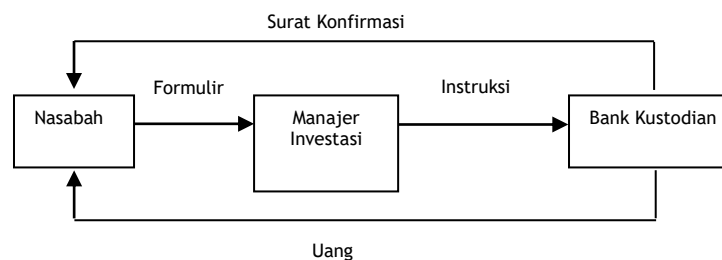 Surat Konfirmasi
Formulir
Instruksi
Nasabah
Manajer
Investasi
Bank Kustodian
Uang